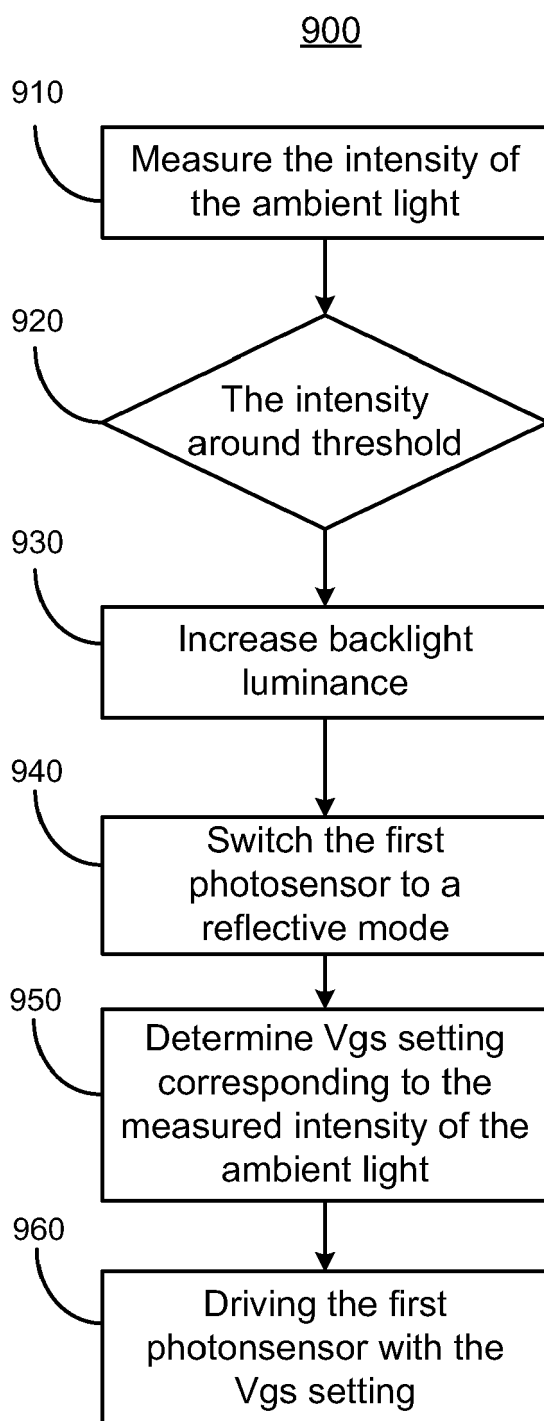 900
910
Measure the intensity of
the ambient light
920
The intensity
around threshold
930
Increase backlight
luminance
940
Switch the first
photosensor to a
reflective mode
950
Determine Vgs setting
corresponding to the
measured intensity of the
ambient light
960
Driving the first
photonsensor with the
Vgs setting